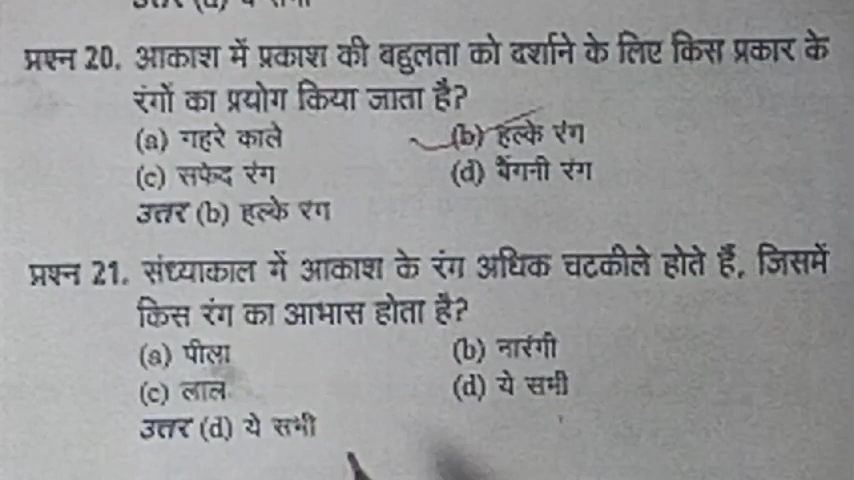 प्रश्न 20. आकाश में प्रकाश की बहुलता को दर्शाने के लिए किस प्रकार के
रंगों का प्रयोग किया जाता है?
(a) गहरे काले (b) हल्के रंग
(c) सफेद रंग (d) बैंगनी रंग
उत्तर (b) हल्के रंग
प्रश्न 21. संध्याकाल में आकाश के रंग अधिक चटकीले होते हैं, जिसमें
किस रंग का आभास होता है?
(a) पीला (b) नारंगी
(c) लाल (d) ये सभी
उत्तर (d) ये सभी